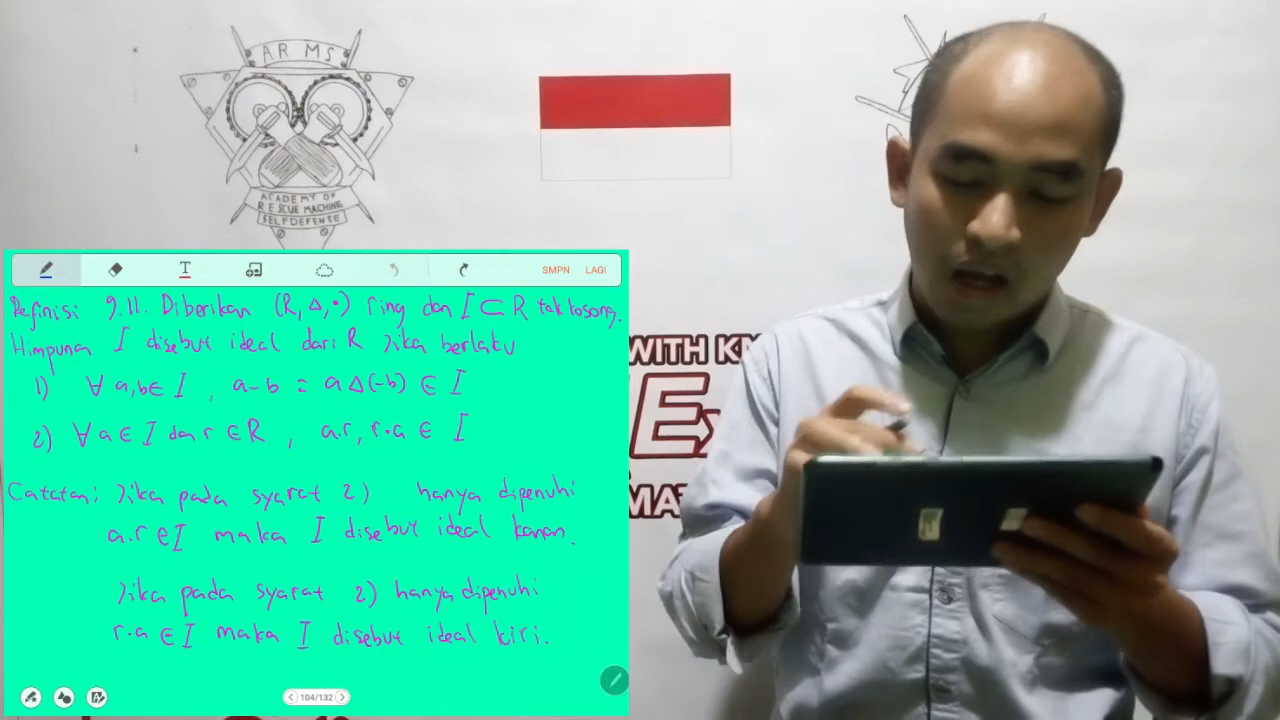 ARMS
ACADEMY OF
RESCUE MACHINE
SELFDEFENSE
WITH KN
Ex
MAT
SMPN LAGI
Definisi 9.11. Diberikan (R, Δ, •) ring dan I ⊂ R tak kosong.
Himpunan I disebut ideal dari R jika berlaku
1) ∀ a,b ∈ I , a-b = a Δ (-b) ∈ I
2) ∀ a ∈ I dan r ∈ R , a.r, r.a ∈ I
Catatan: jika pada syarat 2) hanya dipenuhi
a.r ∈ I maka I disebut ideal kanan.
jika pada syarat 2) hanya dipenuhi
r.a ∈ I maka I disebut ideal kiri.
104/132